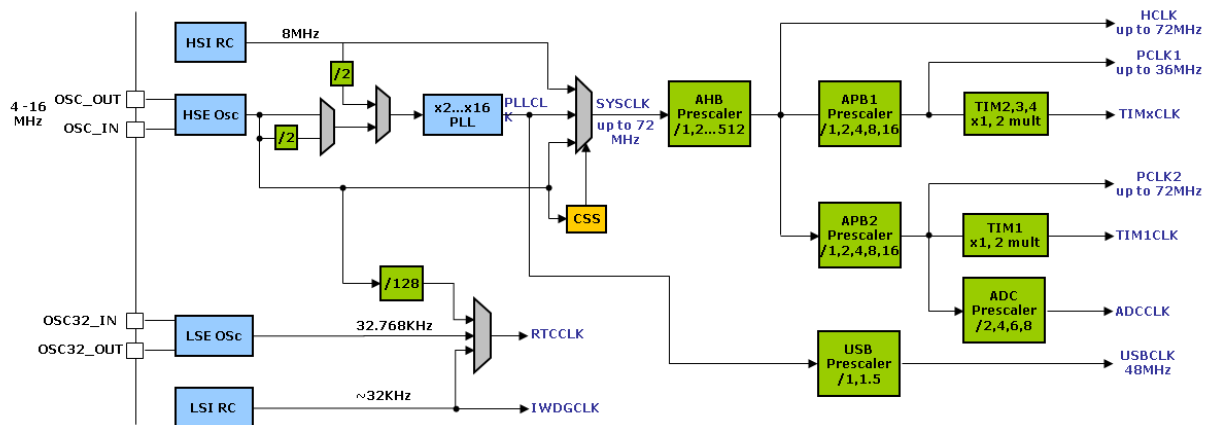 HCLK
up to 72MHz
HSI RC
8MHz
PCLK1
up to 36MHz
/2
4 -16
MHz
OSC_OUT
OSC_IN
HSE Osc
/2
x2...x16
PLL
PLLCL
K
SYSCLK
up to 72
MHz
AHB
Prescaler
/1,2...512
APB1
Prescaler
/1,2,4,8,16
TIM2,3,4
x1, 2 mult
TIMxCLK
PCLK2
up to 72MHz
CSS
APB2
Prescaler
/1,2,4,8,16
TIM1
x1, 2 mult
TIM1CLK
/128
ADC
Prescaler
/2,4,6,8
ADCCLK
OSC32_IN
OSC32_OUT
LSE OSc
32.768KHz
RTCCLK
USB
Prescaler
/1,1.5
USBCLK
48MHz
LSI RC
~32KHz
IWDGCLK